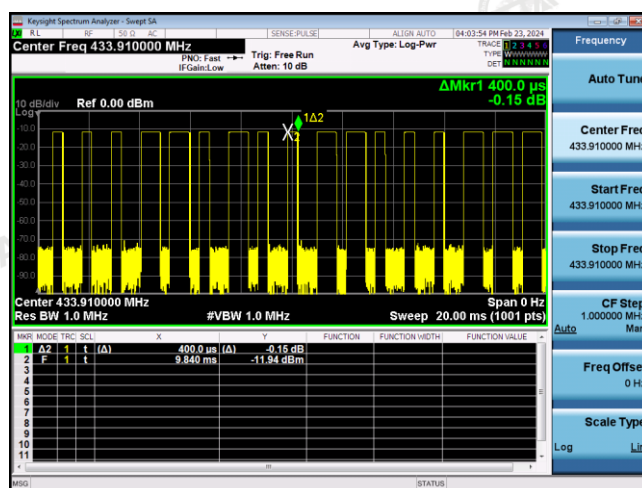 Keysight Spectrum Analyzer - Swept SA
RL RF 50 Ω AC SENSE:PULSE ALIGN AUTO 04:03:54 PM Feb 23, 2024
Center Freq 433.910000 MHz
PNO: Fast
IFGain:Low
Trig: Free Run
Atten: 10 dB
Avg Type: Log-Pwr
TRACE 1 2 3 4 5 6
TYPE W
DET N N N N N N
ΔMkr1 400.0 µs
-0.15 dB
10 dB/div Ref 0.00 dBm
Log
-10.0
-20.0
-30.0
-40.0
-50.0
-60.0
-70.0
-80.0
-90.0
1Δ2
2
Center 433.910000 MHz Span 0 Hz
Res BW 1.0 MHz #VBW 1.0 MHz Sweep 20.00 ms (1001 pts)
MKR MODE TRC SCL X Y FUNCTION FUNCTION WIDTH FUNCTION VALUE
1 Δ2 1 t (Δ) 400.0 µs (Δ) -0.15 dB
2 F 1 t 9.840 ms -11.94 dBm
3
4
5
6
7
8
9
10
11
MSG STATUS
Frequency
Auto Tune
Center Freq
433.910000 MHz
Start Freq
433.910000 MHz
Stop Freq
433.910000 MHz
CF Step
1.000000 MHz
Auto Man
Freq Offset
0 Hz
Scale Type
Log Lin